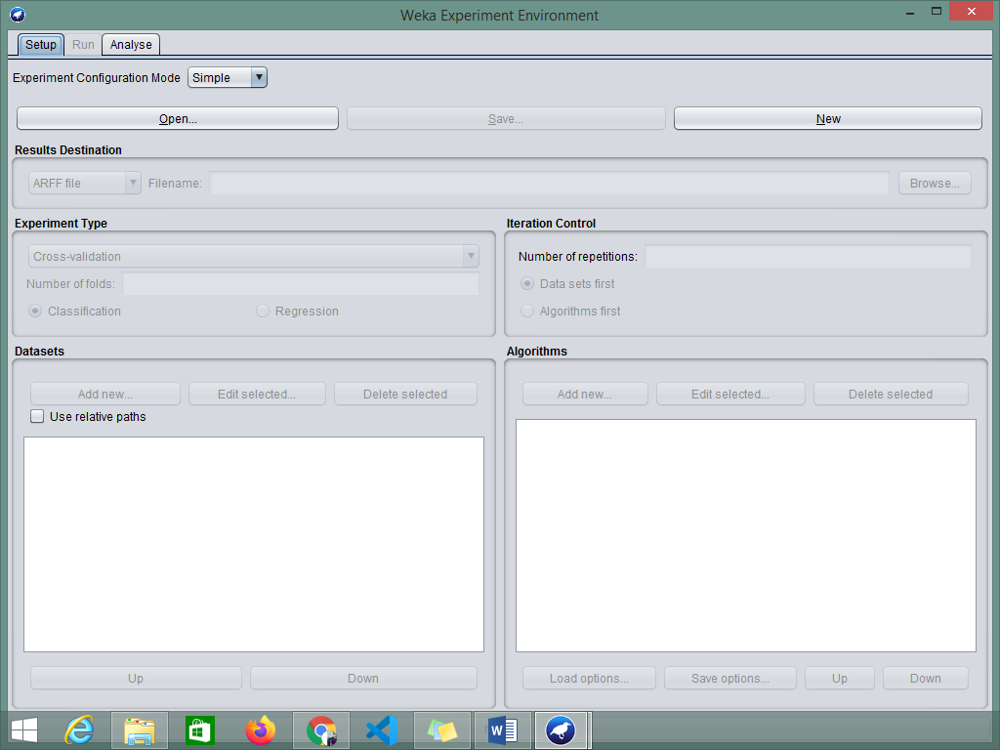 Weka Experiment Environment
Setup Run Analyse
Experiment Configuration Mode Simple
Open... Save... New
Results Destination
ARFF file Filename: Browse...
Experiment Type Iteration Control
Cross-validation Number of repetitions:
Number of folds: Data sets first
Classification Regression Algorithms first
Datasets Algorithms
Add new... Edit selected... Delete selected Add new... Edit selected... Delete selected
Use relative paths
Up Down Load options... Save options... Up Down